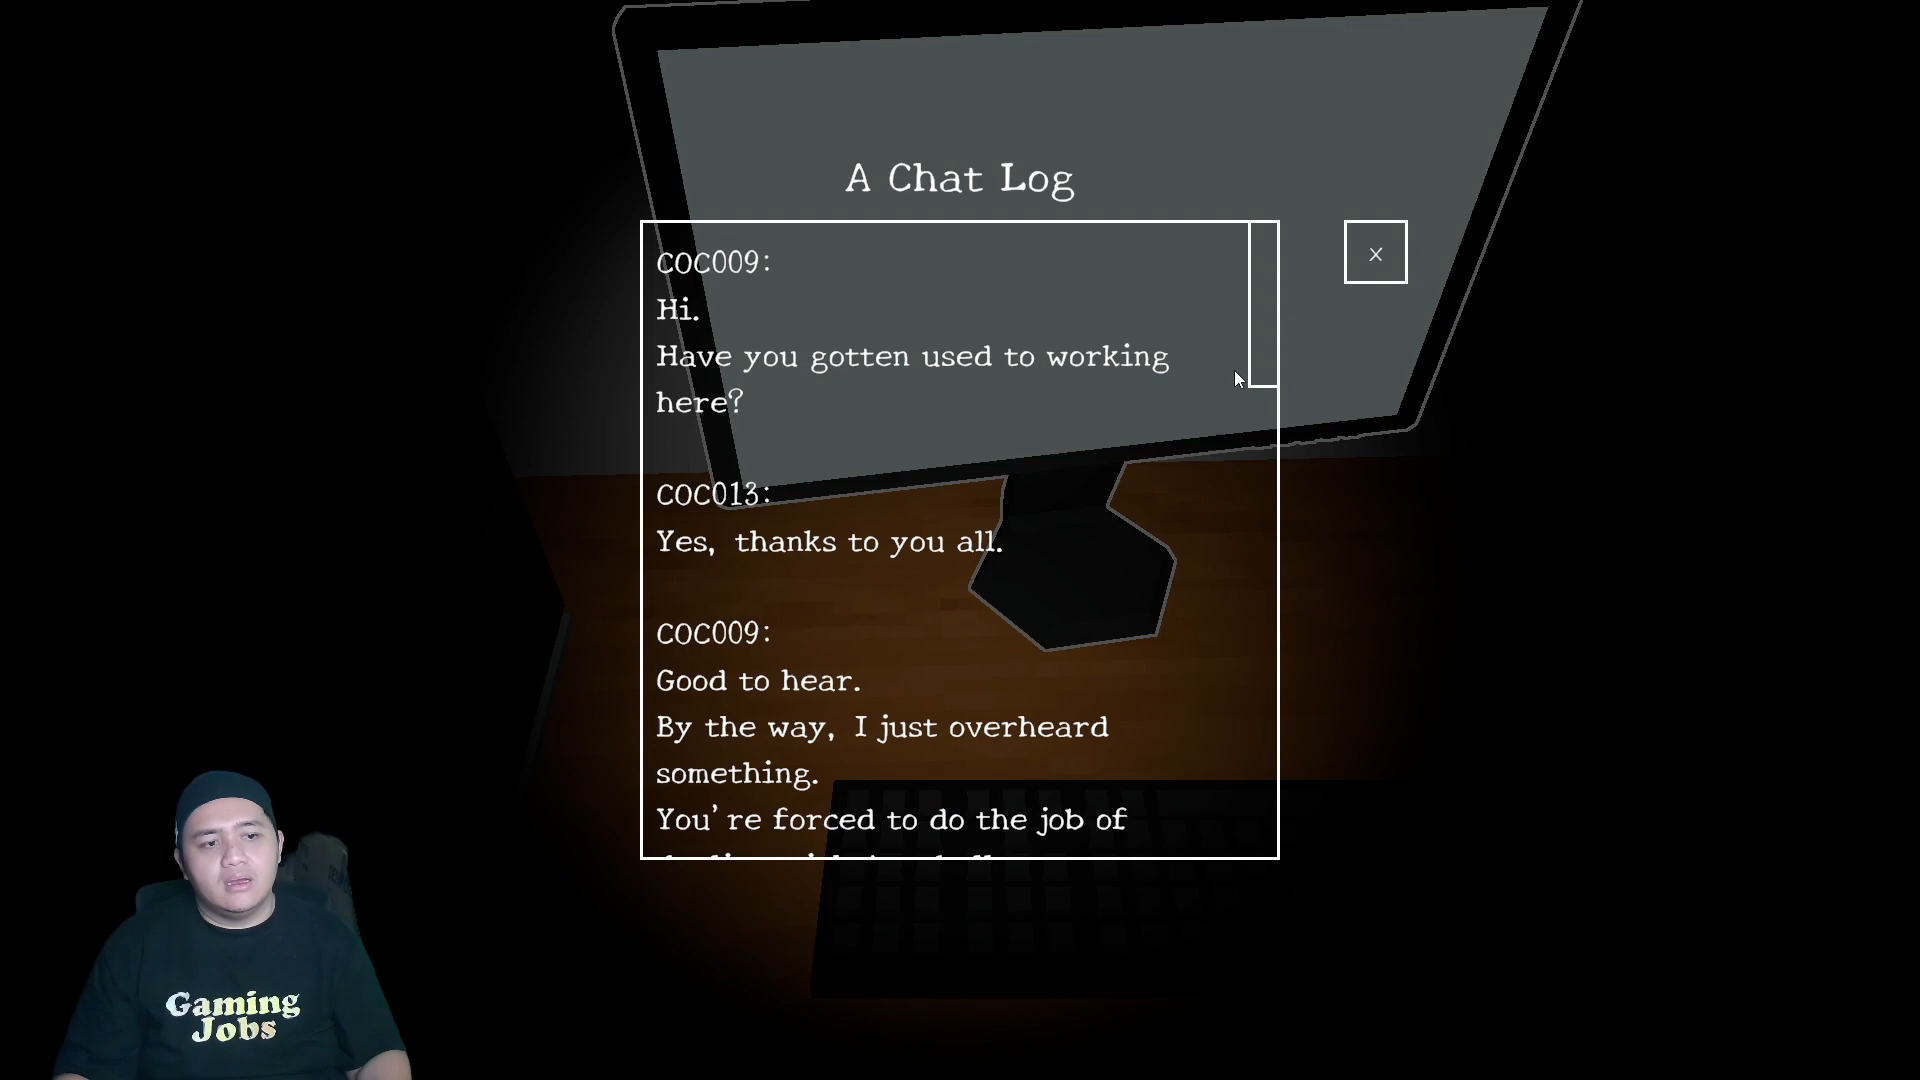 A Chat Log
x
COC009:
Hi.
Have you gotten used to working
here?
COC013:
Yes, thanks to you all.
COC009:
Good to hear.
By the way, I just overheard
something.
You're forced to do the job of
Gaming
Jobs